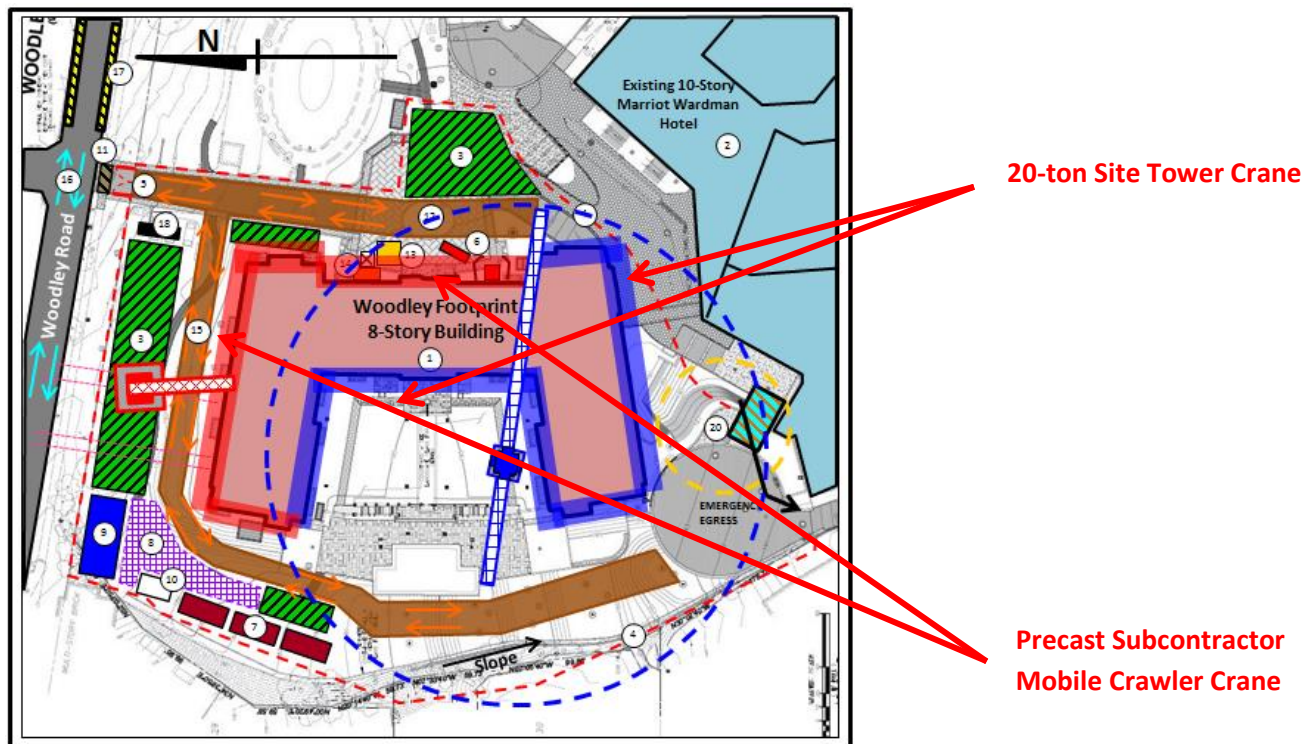 WOODLE
N
17
Existing 10-Story
Marriot Wardman
Hotel
2
3
11
16
5
20-ton Site Tower Crane
18
6
13
14
Woodley Road
Woodley Footprint
8-Story Building
1
15
3
20
EMERGENC
EGRESS
9
8
10
7
4
Slope
Precast Subcontractor
Mobile Crawler Crane